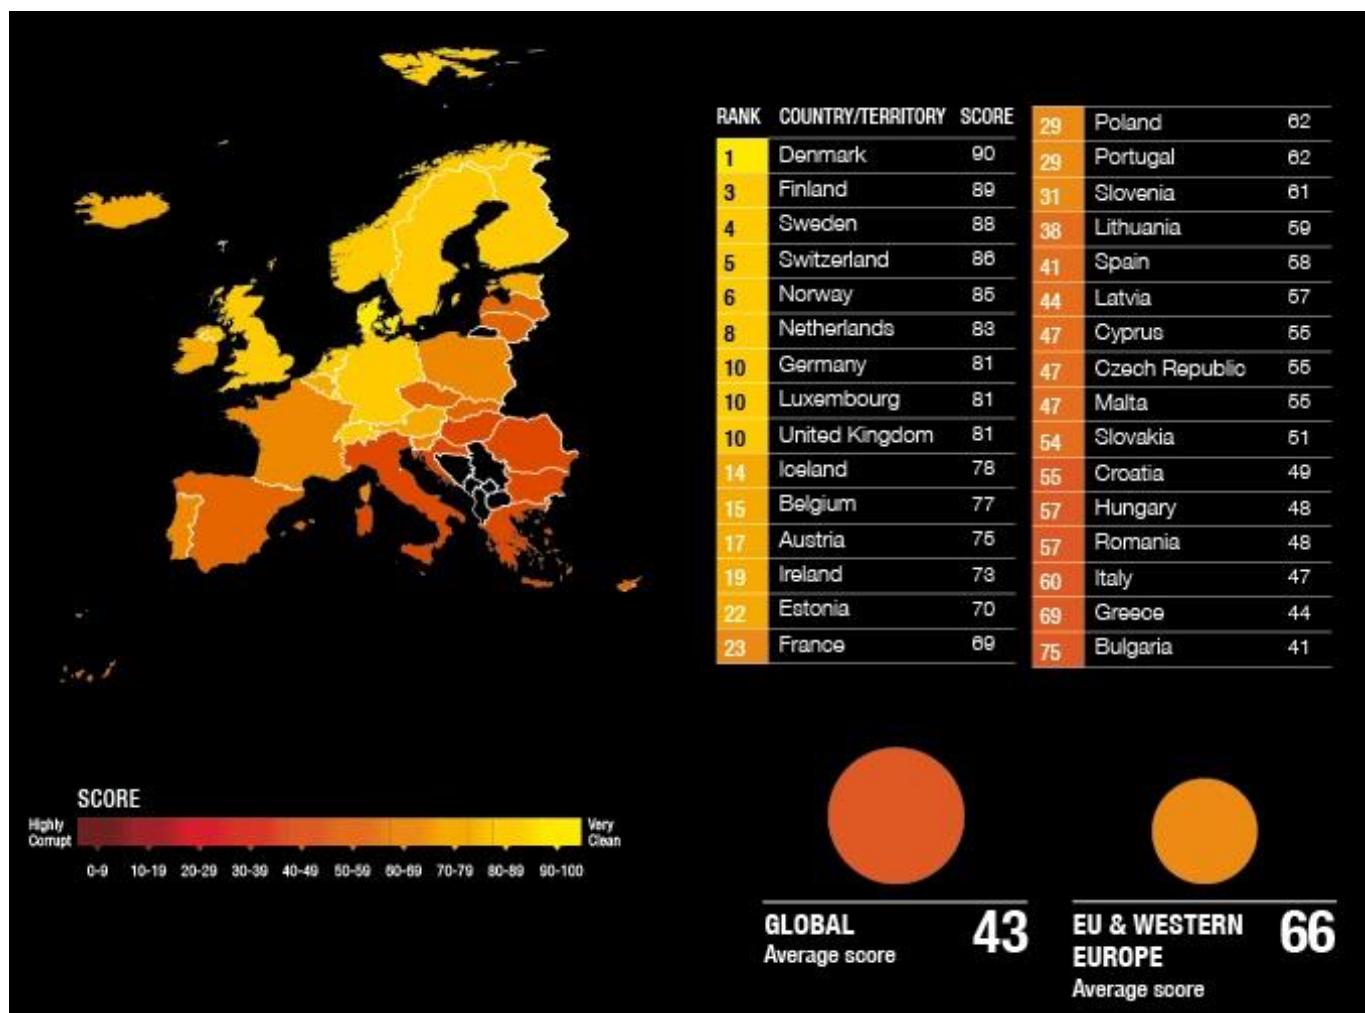 RANK COUNTRY/TERRITORY SCORE
1 Denmark 90
3 Finland 89
4 Sweden 88
5 Switzerland 86
6 Norway 85
8 Netherlands 83
10 Germany 81
10 Luxembourg 81
10 United Kingdom 81
14 Iceland 78
15 Belgium 77
17 Austria 75
19 Ireland 73
22 Estonia 70
23 France 69
29 Poland 62
29 Portugal 62
31 Slovenia 61
38 Lithuania 59
41 Spain 58
44 Latvia 57
47 Cyprus 55
47 Czech Republic 55
47 Malta 55
54 Slovakia 51
55 Croatia 49
57 Hungary 48
57 Romania 48
60 Italy 47
69 Greece 44
75 Bulgaria 41
SCORE
Highly
Corrupt
Very
Clean
0-9 10-19 20-29 30-39 40-49 50-59 60-69 70-79 80-89 90-100
GLOBAL
Average score
43
EU & WESTERN
EUROPE
Average score
66